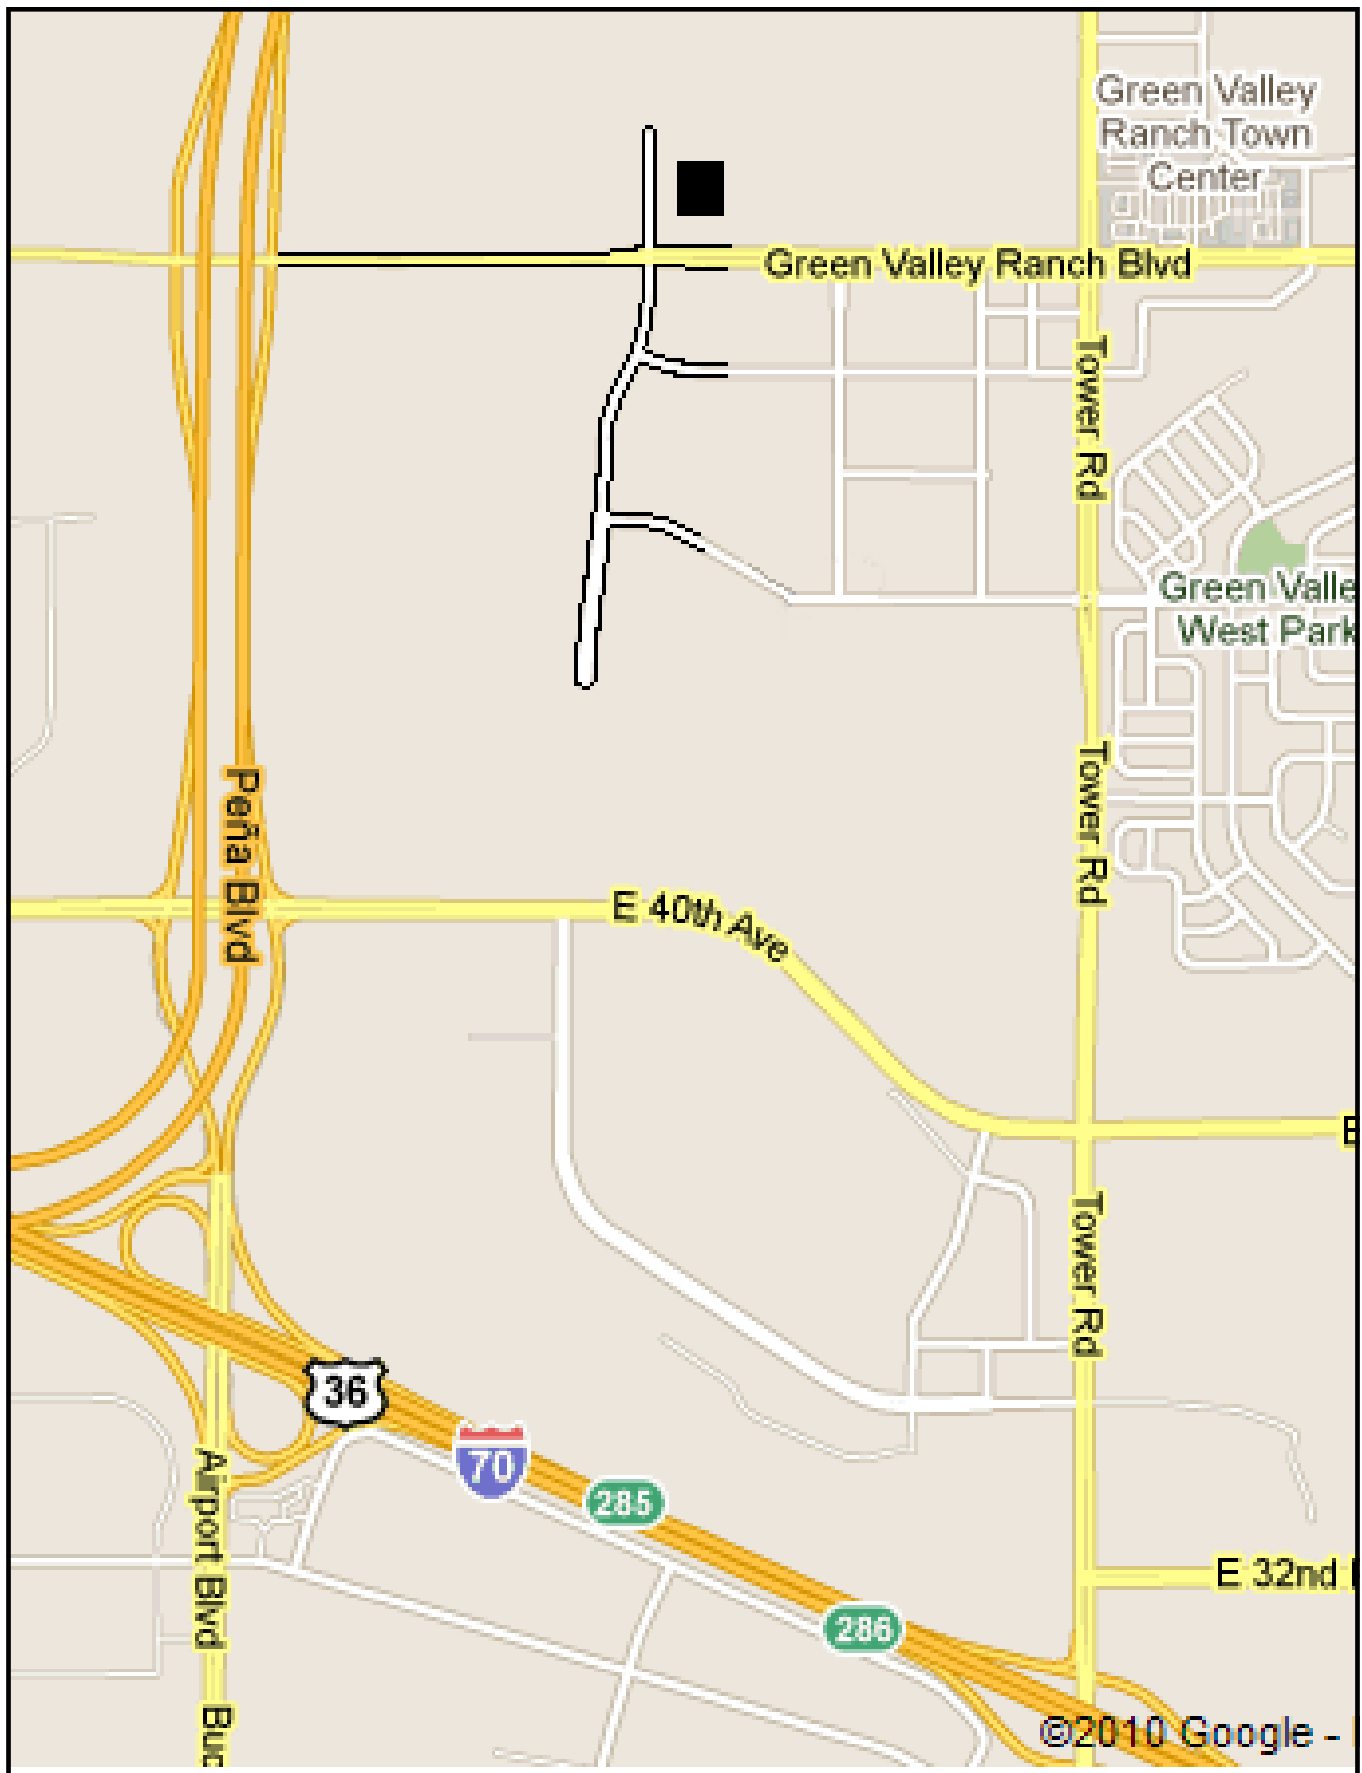 Green Valley
Ranch Town
Center
Green Valley Ranch Blvd
Tower Rd
Green Valle
West Park
Tower Rd
Peña Blvd
E 40th Ave
E
Tower Rd
36
70
285
Airport Blvd
E 32nd
286
Buc
©2010 Google -